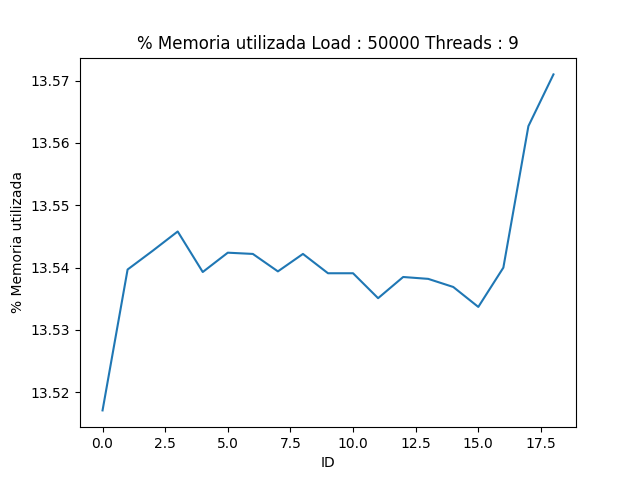 % Memoria utilizada Load : 50000 Threads : 9
% Memoria utilizada
13.57
13.56
13.55
13.54
13.53
13.52
0.0 2.5 5.0 7.5 10.0 12.5 15.0 17.5
ID